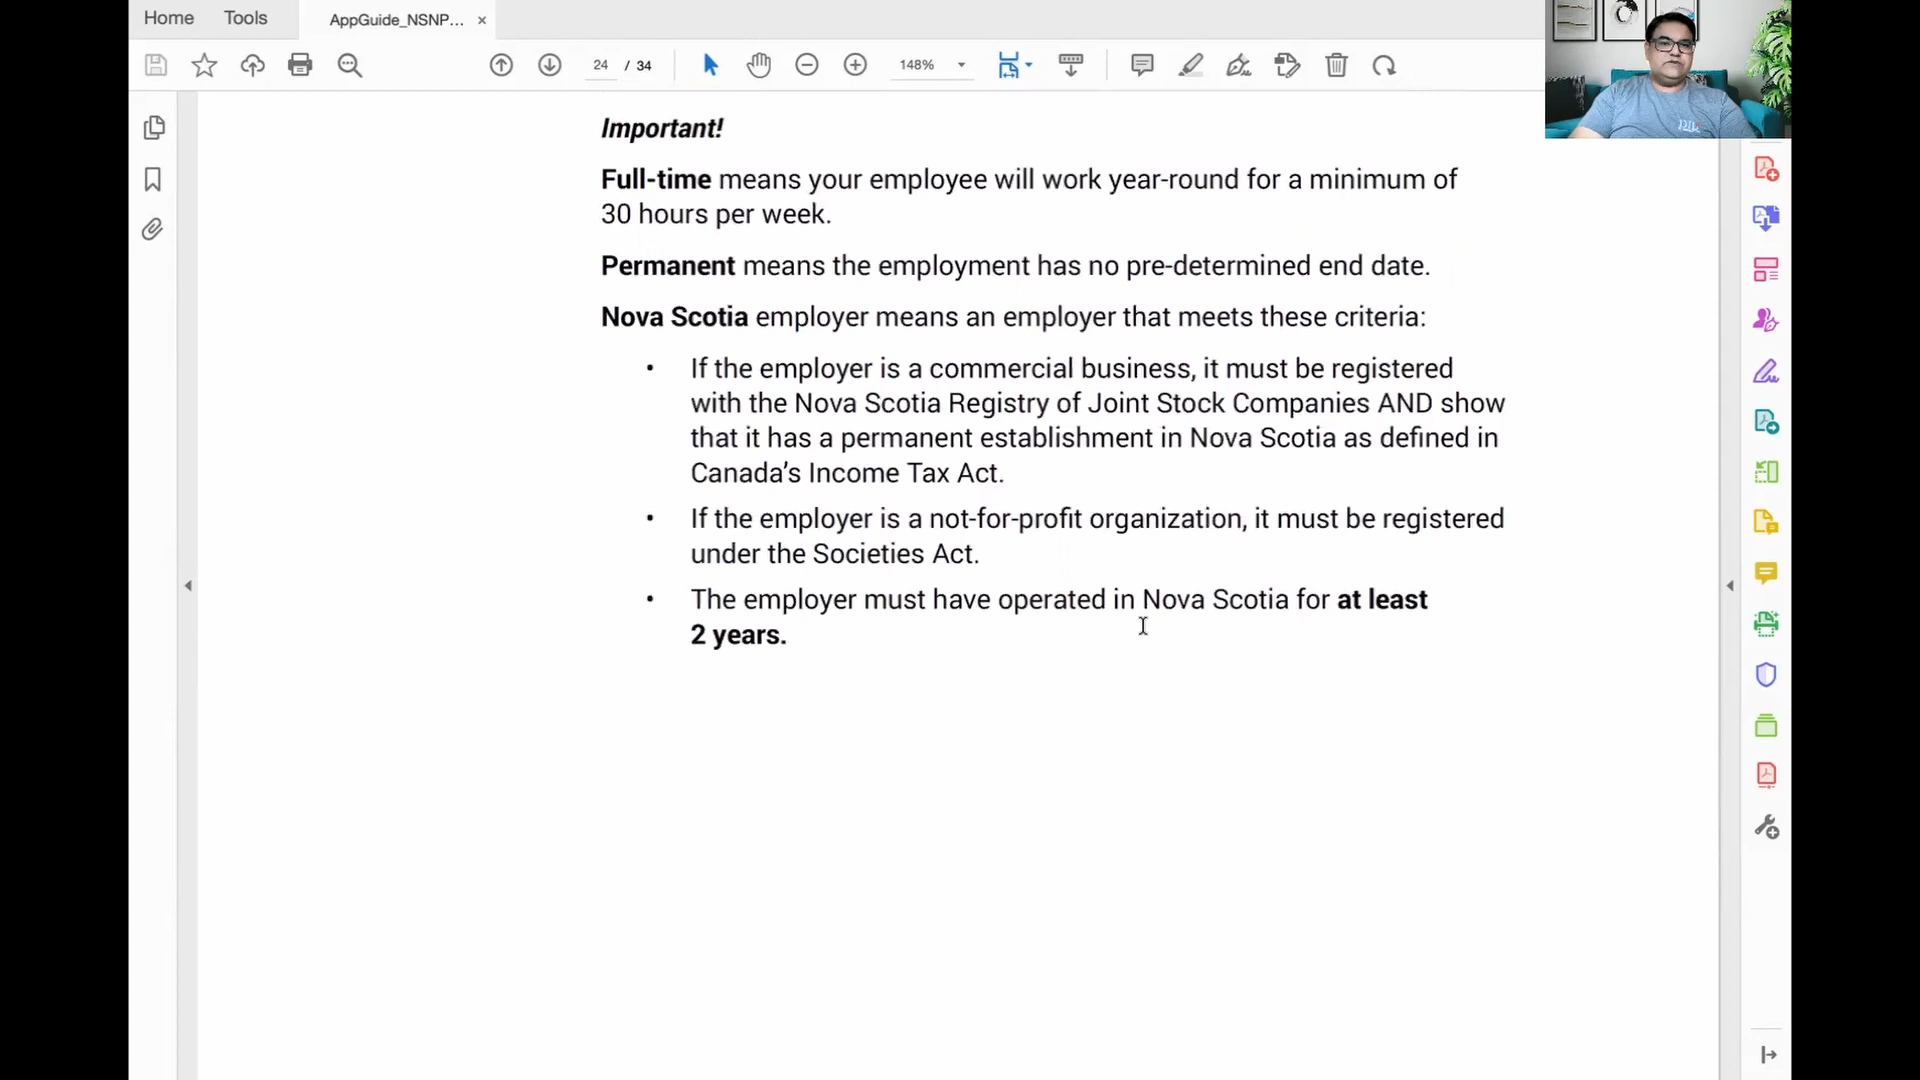 Home
Tools
AppGuide_NSNP...
24 / 34
148%
Important!
Full-time means your employee will work year-round for a minimum of
30 hours per week.
Permanent means the employment has no pre-determined end date.
Nova Scotia employer means an employer that meets these criteria:
• If the employer is a commercial business, it must be registered
with the Nova Scotia Registry of Joint Stock Companies AND show
that it has a permanent establishment in Nova Scotia as defined in
Canada’s Income Tax Act.
• If the employer is a not-for-profit organization, it must be registered
under the Societies Act.
• The employer must have operated in Nova Scotia for at least
2 years.